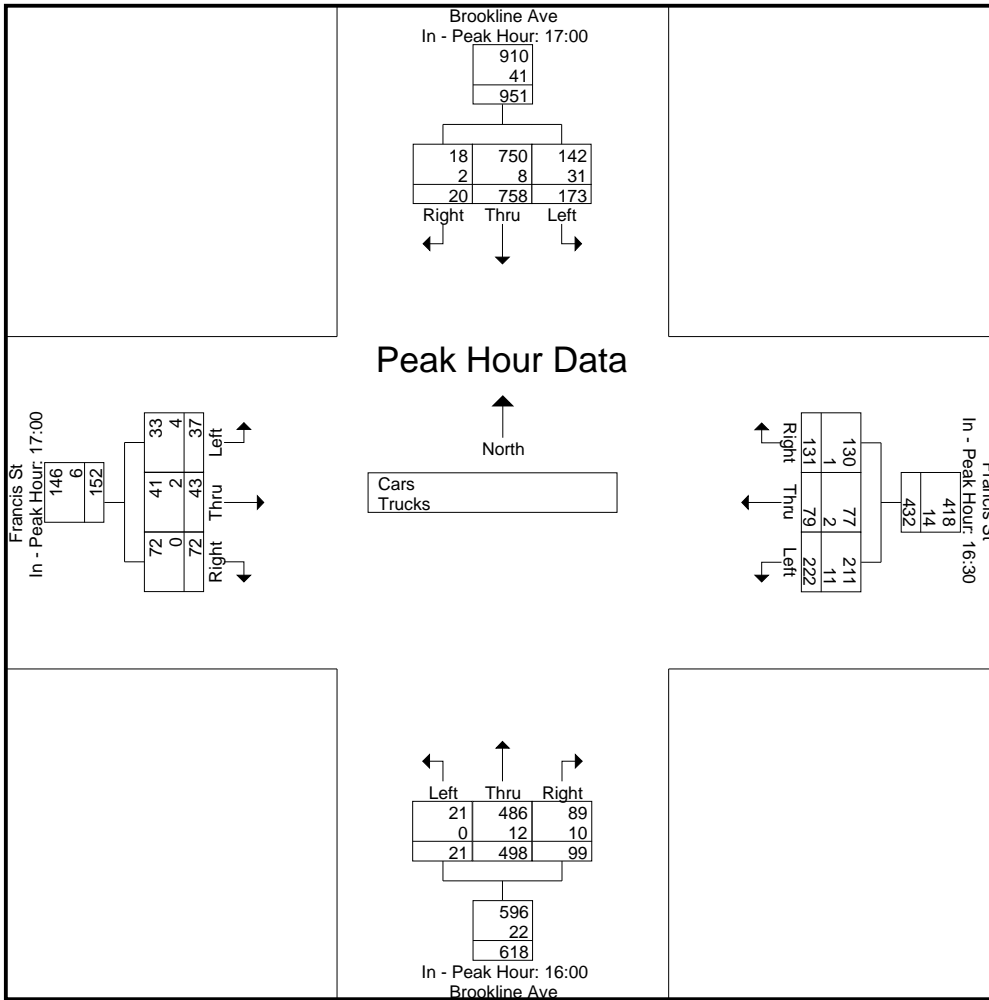 Brookline Ave
In - Peak Hour: 17:00
910
41
951
18 750 142
2 8 31
20 758 173
Right Thru Left
Peak Hour Data
North
Cars
Trucks
Francis St
In - Peak Hour: 17:00
146
6
152
33 41 72
4 2 0
37 43 72
Left Thru Right
Francis St
In - Peak Hour: 16:30
418
14
432
130 77 211
1 2 11
131 79 222
Right Thru Left
Left Thru Right
21 486 89
0 12 10
21 498 99
596
22
618
In - Peak Hour: 16:00
Brookline Ave